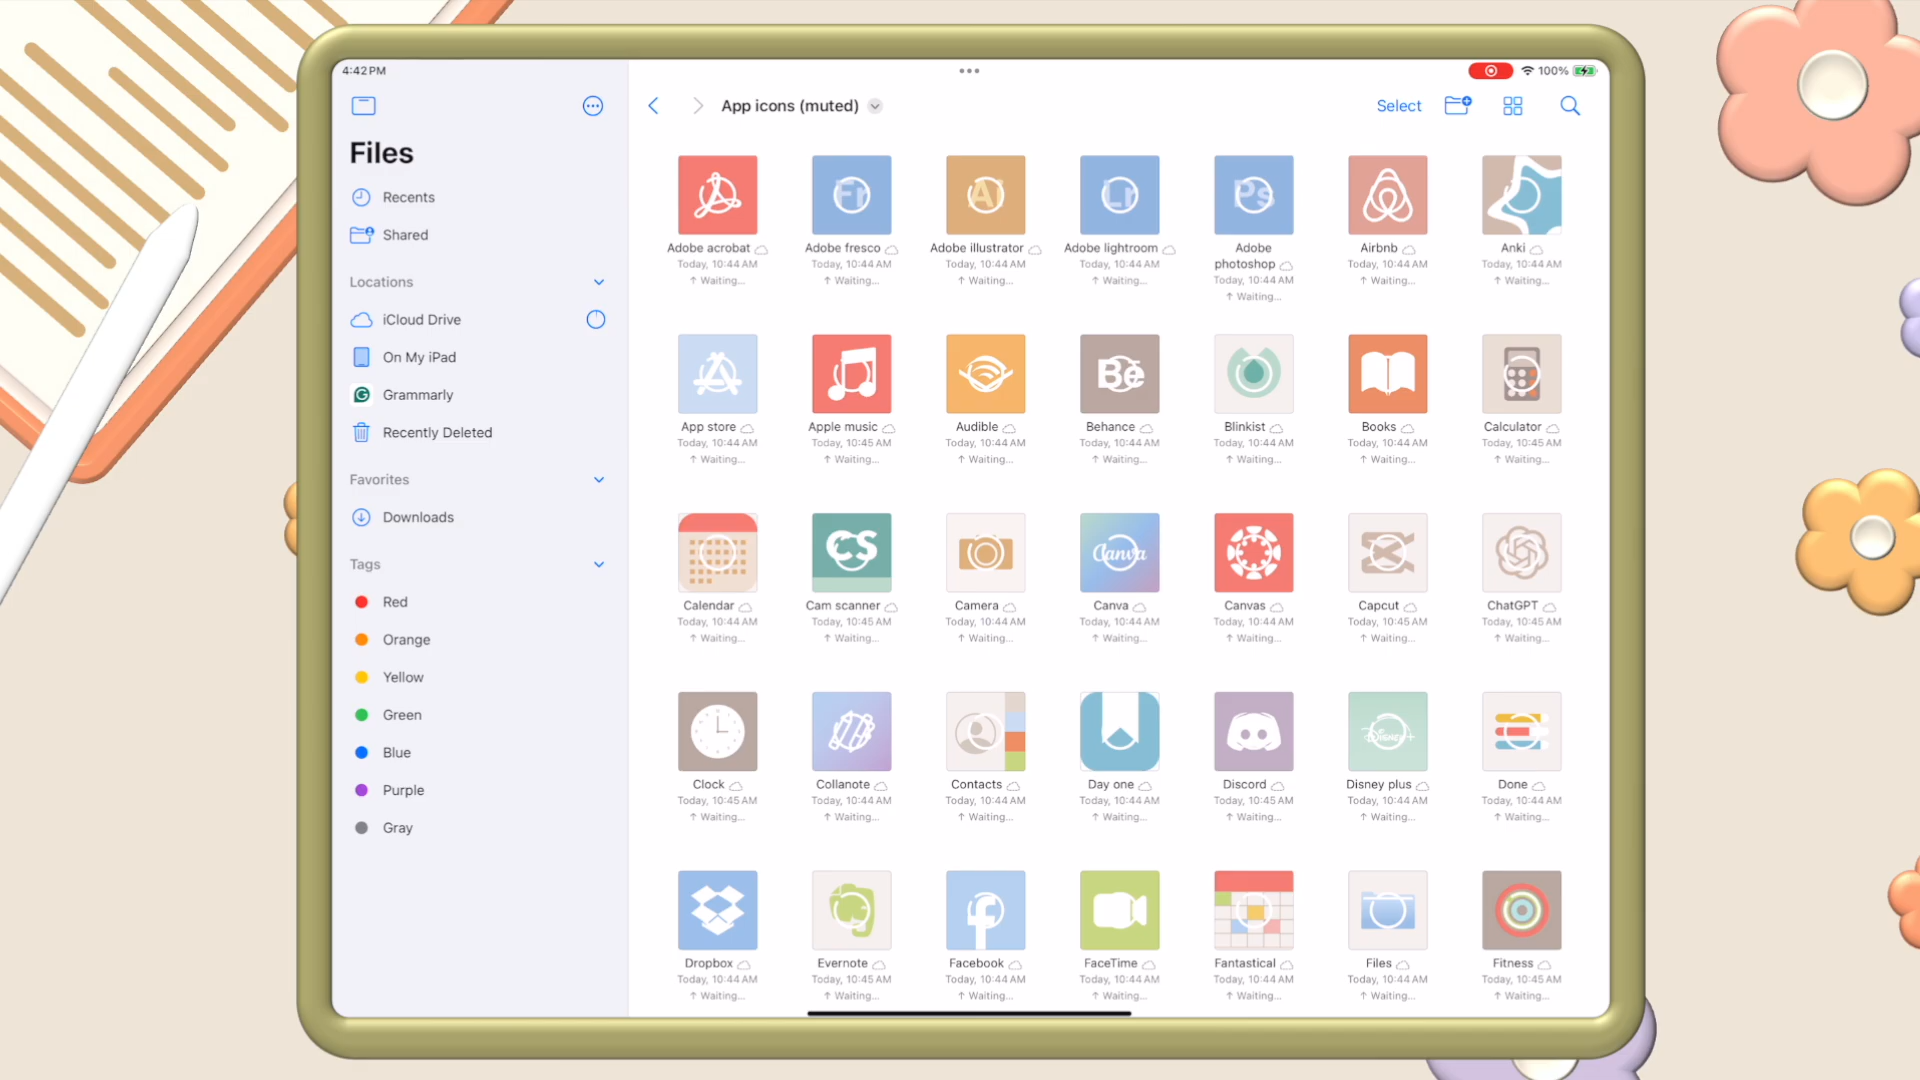 4:42 PM
100%
Files
Recents
Shared
Locations
iCloud Drive
On My iPad
Grammarly
Recently Deleted
Favorites
Downloads
Tags
Red
Orange
Yellow
Green
Blue
Purple
Gray
App icons (muted)
Select
Fr
Ai
Lr
Ps
Adobe acrobat
Today, 10:44 AM
↑ Waiting...
Adobe fresco
Today, 10:44 AM
↑ Waiting...
Adobe illustrator
Today, 10:44 AM
↑ Waiting...
Adobe lightroom
Today, 10:44 AM
↑ Waiting...
Adobe
photoshop
Today, 10:44 AM
↑ Waiting...
Airbnb
Today, 10:44 AM
↑ Waiting...
Anki
Today, 10:44 AM
↑ Waiting...
Bē
App store
Today, 10:44 AM
↑ Waiting...
Apple music
Today, 10:45 AM
↑ Waiting...
Audible
Today, 10:44 AM
↑ Waiting...
Behance
Today, 10:44 AM
↑ Waiting...
Blinkist
Today, 10:44 AM
↑ Waiting...
Books
Today, 10:44 AM
↑ Waiting...
Calculator
Today, 10:45 AM
↑ Waiting...
CS
Canva
Calendar
Today, 10:44 AM
↑ Waiting...
Cam scanner
Today, 10:45 AM
↑ Waiting...
Camera
Today, 10:44 AM
↑ Waiting...
Canva
Today, 10:44 AM
↑ Waiting...
Canvas
Today, 10:44 AM
↑ Waiting...
Capcut
Today, 10:45 AM
↑ Waiting...
ChatGPT
Today, 10:45 AM
↑ Waiting...
Disney+
Clock
Today, 10:45 AM
↑ Waiting...
Collanote
Today, 10:44 AM
↑ Waiting...
Contacts
Today, 10:44 AM
↑ Waiting...
Day one
Today, 10:44 AM
↑ Waiting...
Discord
Today, 10:45 AM
↑ Waiting...
Disney plus
Today, 10:44 AM
↑ Waiting...
Done
Today, 10:44 AM
↑ Waiting...
f
Dropbox
Today, 10:44 AM
↑ Waiting...
Evernote
Today, 10:44 AM
↑ Waiting...
Facebook
Today, 10:44 AM
↑ Waiting...
FaceTime
Today, 10:44 AM
↑ Waiting...
Fantastical
Today, 10:44 AM
↑ Waiting...
Files
Today, 10:44 AM
↑ Waiting...
Fitness
Today, 10:45 AM
↑ Waiting...